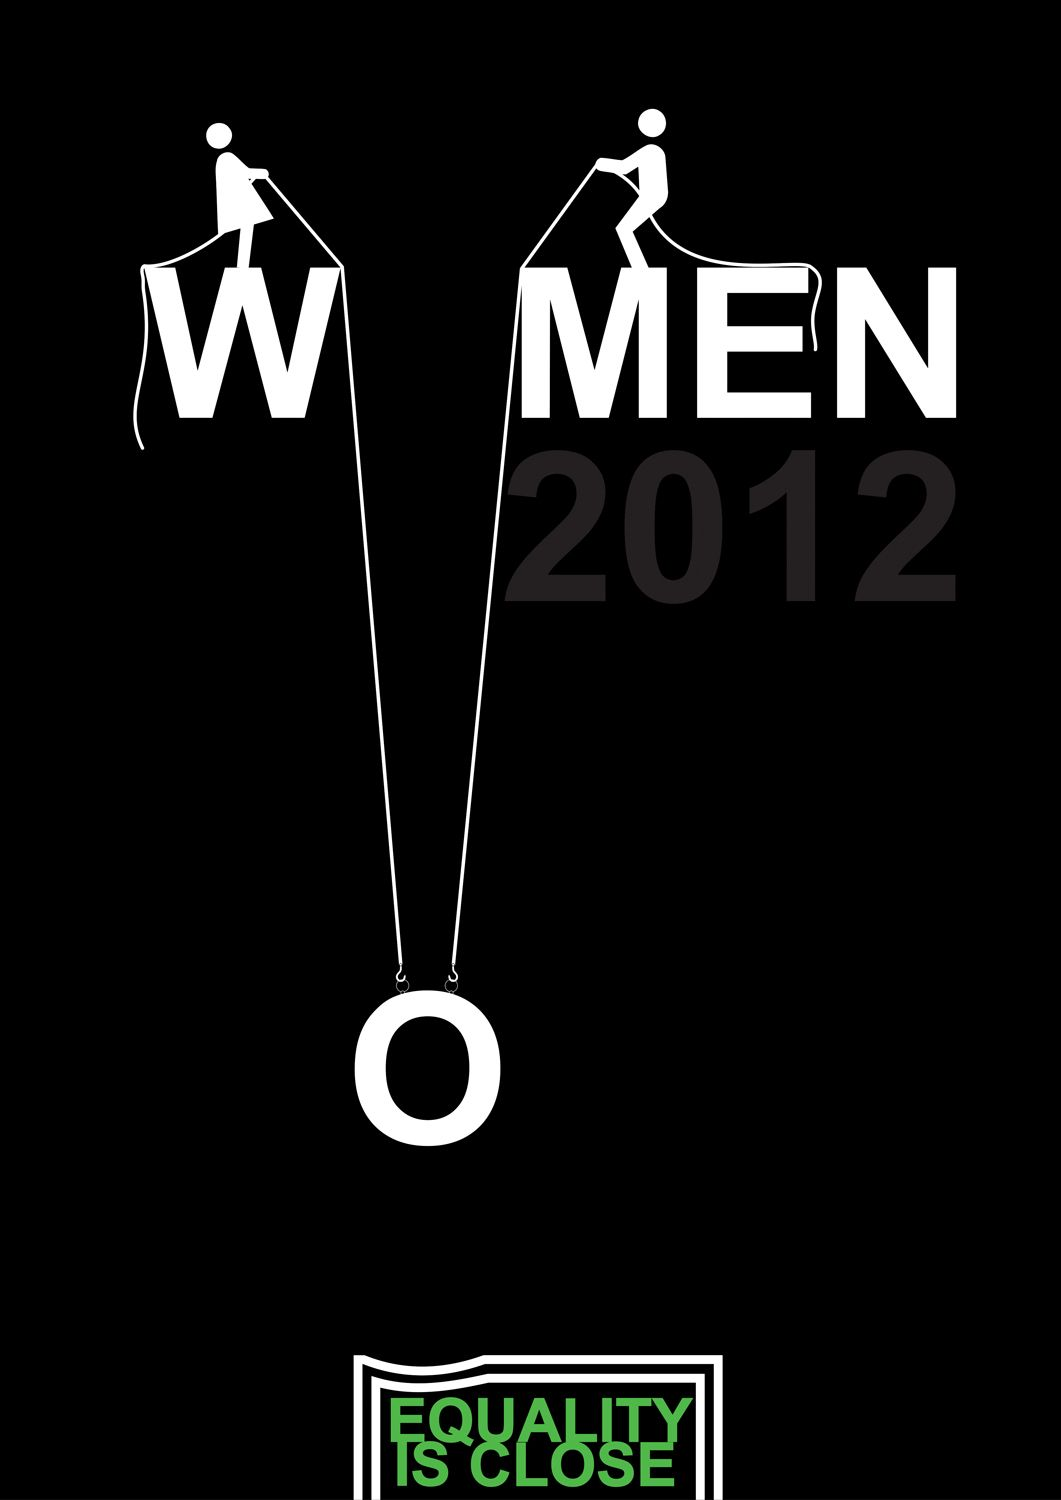 W MEN
2012
O
EQUALITY
IS CLOSE